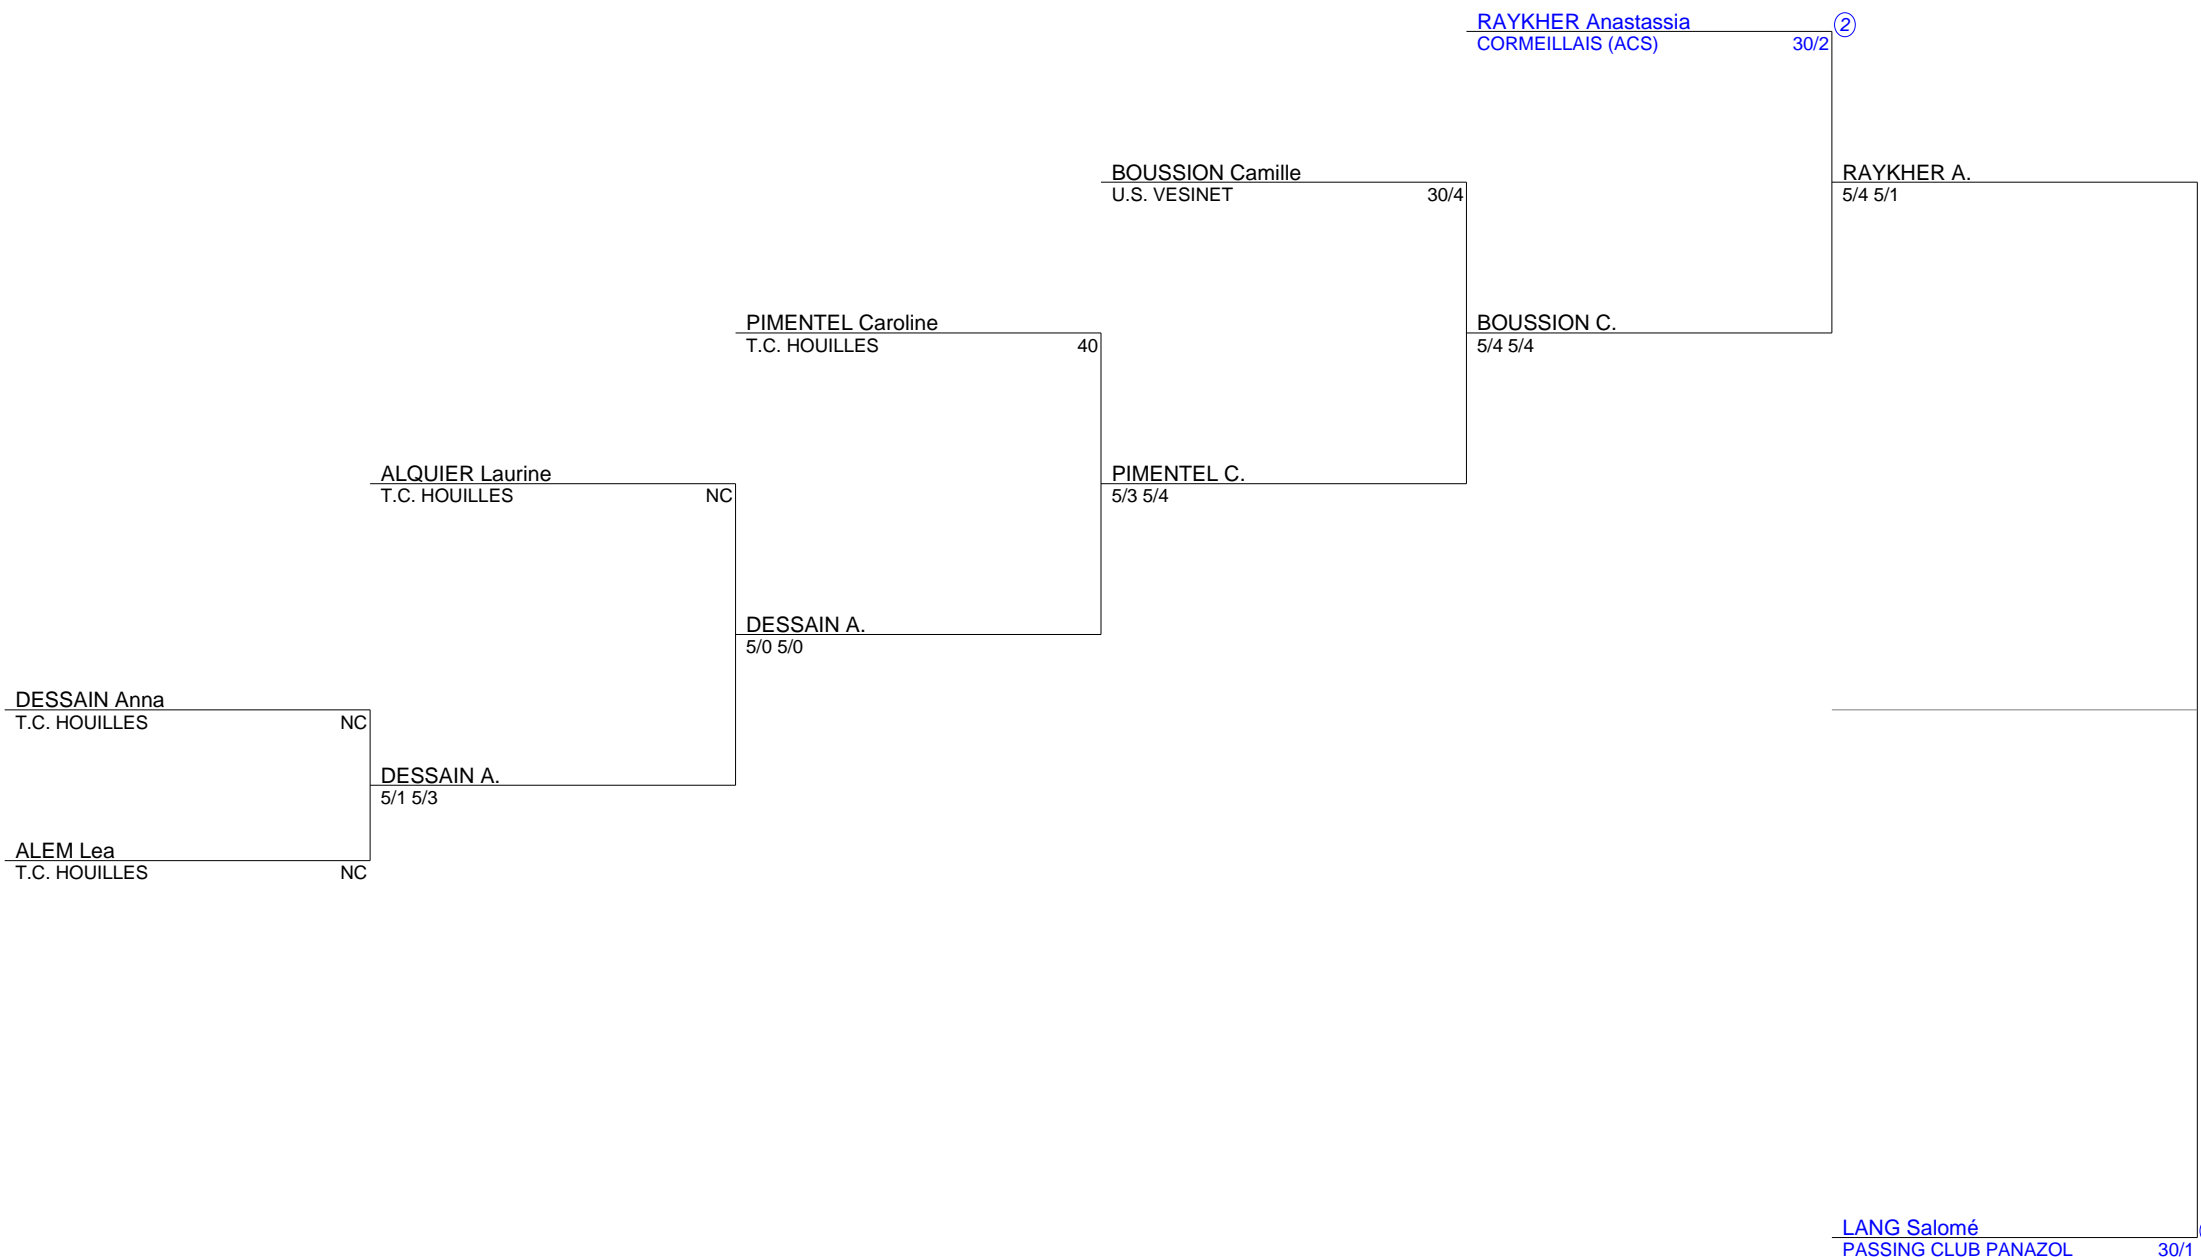 RAYKHER Anastassia
2
CORMEILLAIS (ACS) 30/2
BOUSSION Camille
U.S. VESINET 30/4
RAYKHER A.
5/4 5/1
PIMENTEL Caroline
T.C. HOUILLES 40
BOUSSION C.
5/4 5/4
ALQUIER Laurine
T.C. HOUILLES NC
PIMENTEL C.
5/3 5/4
DESSAIN A.
5/0 5/0
DESSAIN Anna
T.C. HOUILLES NC
DESSAIN A.
5/1 5/3
ALEM Lea
T.C. HOUILLES NC
LANG Salomé
PASSING CLUB PANAZOL 30/1